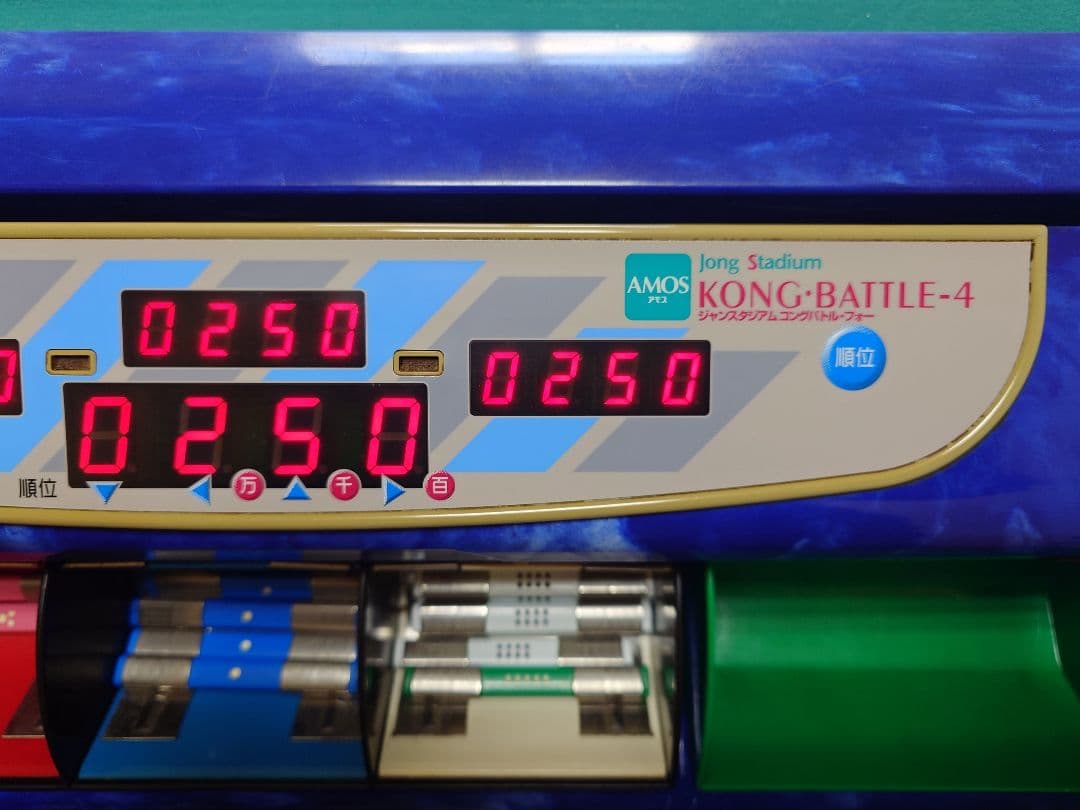 Jong Stadium
AMOS
アモス
KONG·BATTLE-4
ジャンスタジアム コングバトル・フォー
順位
0250
0
0250
0250
順位
万
千
百